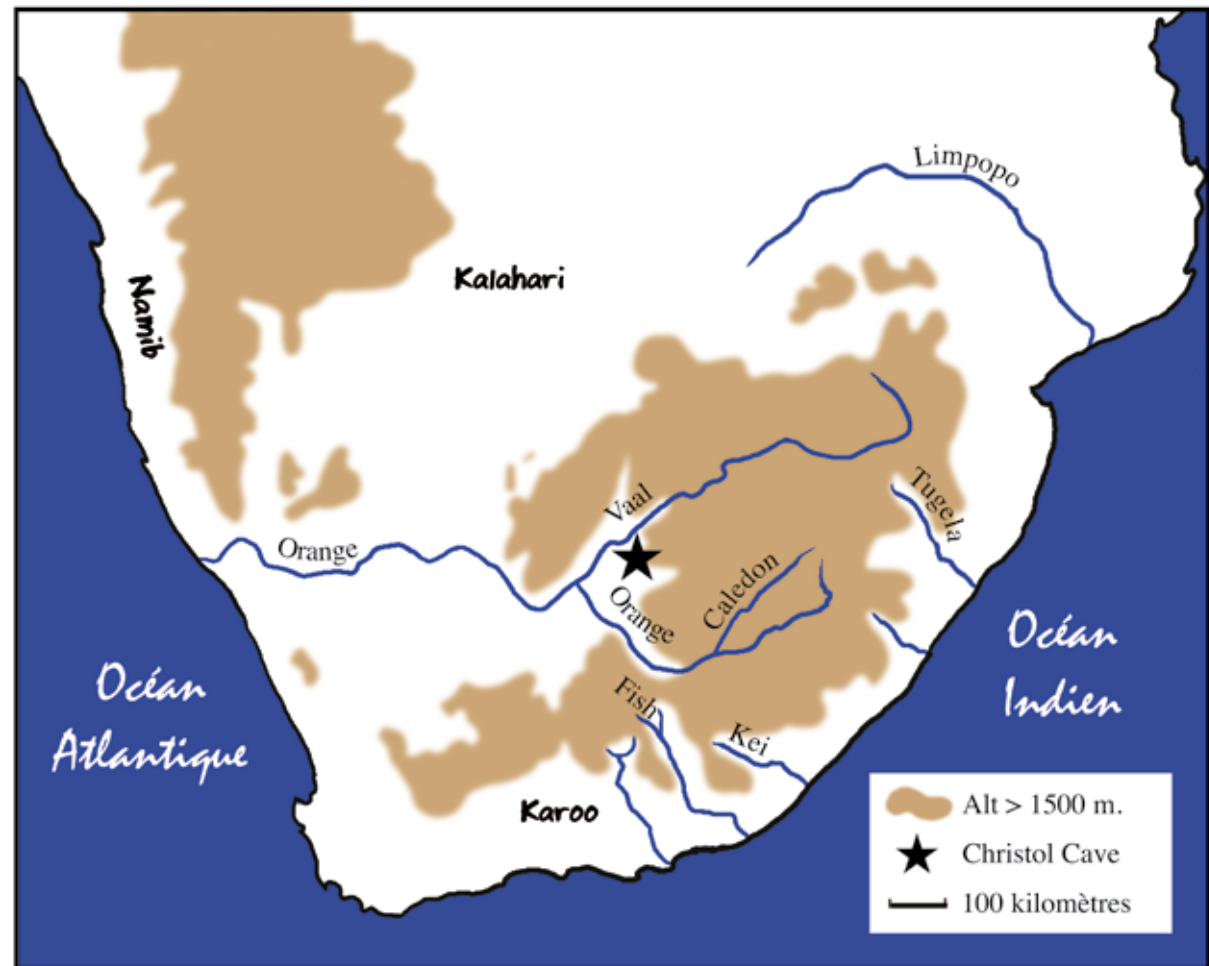 Limpopo
Kalahari
Namib
Vaal
Tugela
Orange
Caledon
Orange
Océan
Indien
Océan
Atlantique
Fish
Kei
Karoo
Alt > 1500 m.
Christol Cave
100 kilomètres